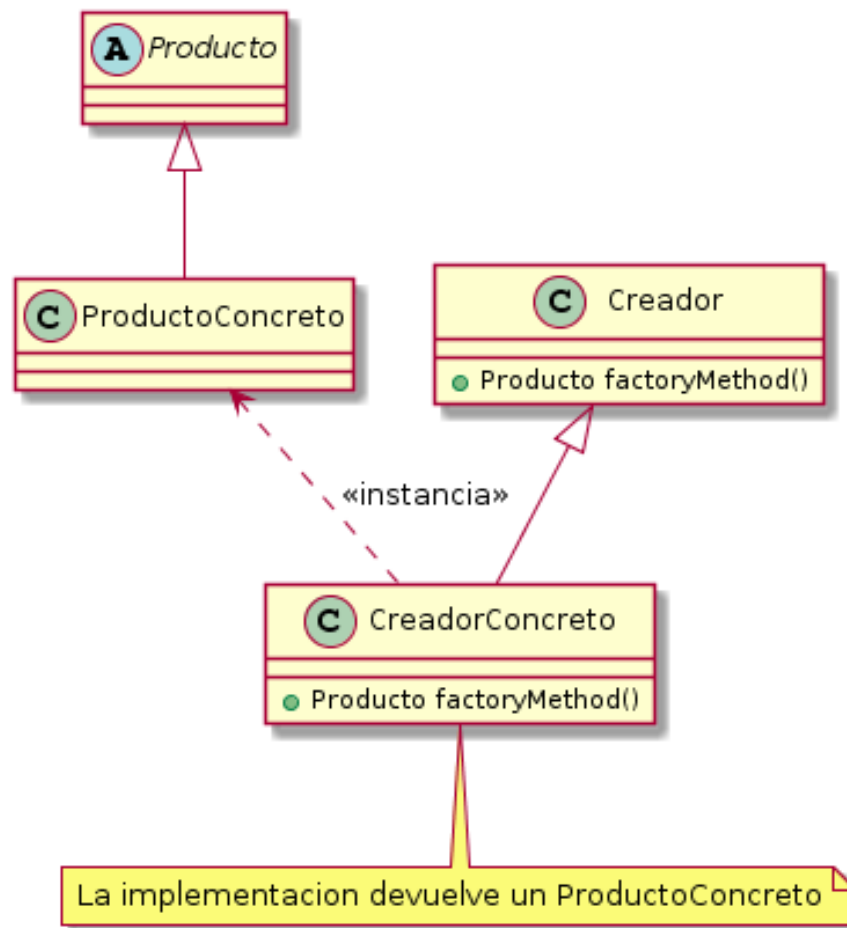 A Producto
C ProductoConcreto
C Creador
Producto factoryMethod()
«instancia»
C CreadorConcreto
Producto factoryMethod()
La implementacion devuelve un ProductoConcreto